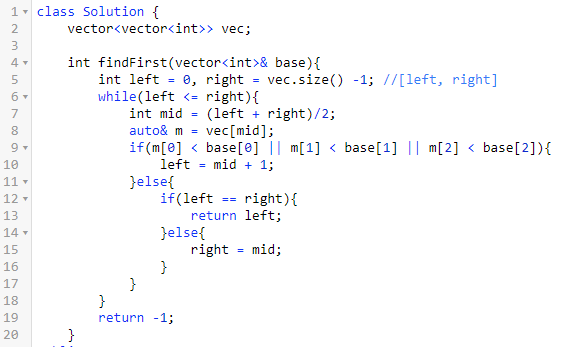 1 class Solution {
2     vector<vector<int>> vec;
3
4     int findFirst(vector<int>& base){
5         int left = 0, right = vec.size() -1; //[left, right]
6         while(left <= right){
7             int mid = (left + right)/2;
8             auto& m = vec[mid];
9             if(m[0] < base[0] || m[1] < base[1] || m[2] < base[2]){
10                 left = mid + 1;
11             }else{
12                 if(left == right){
13                     return left;
14                 }else{
15                     right = mid;
16                 }
17             }
18         }
19         return -1;
20     }